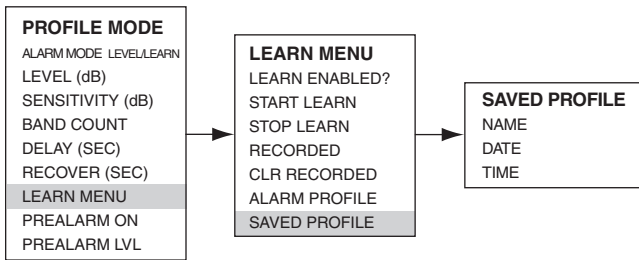 PROFILE MODE
ALARM MODE LEVEL/LEARN
LEVEL (dB)
SENSITIVITY (dB)
BAND COUNT
DELAY (SEC)
RECOVER (SEC)
LEARN MENU
PREALARM ON
PREALARM LVL
LEARN MENU
LEARN ENABLED?
START LEARN
STOP LEARN
RECORDED
CLR RECORDED
ALARM PROFILE
SAVED PROFILE
SAVED PROFILE
NAME
DATE
TIME